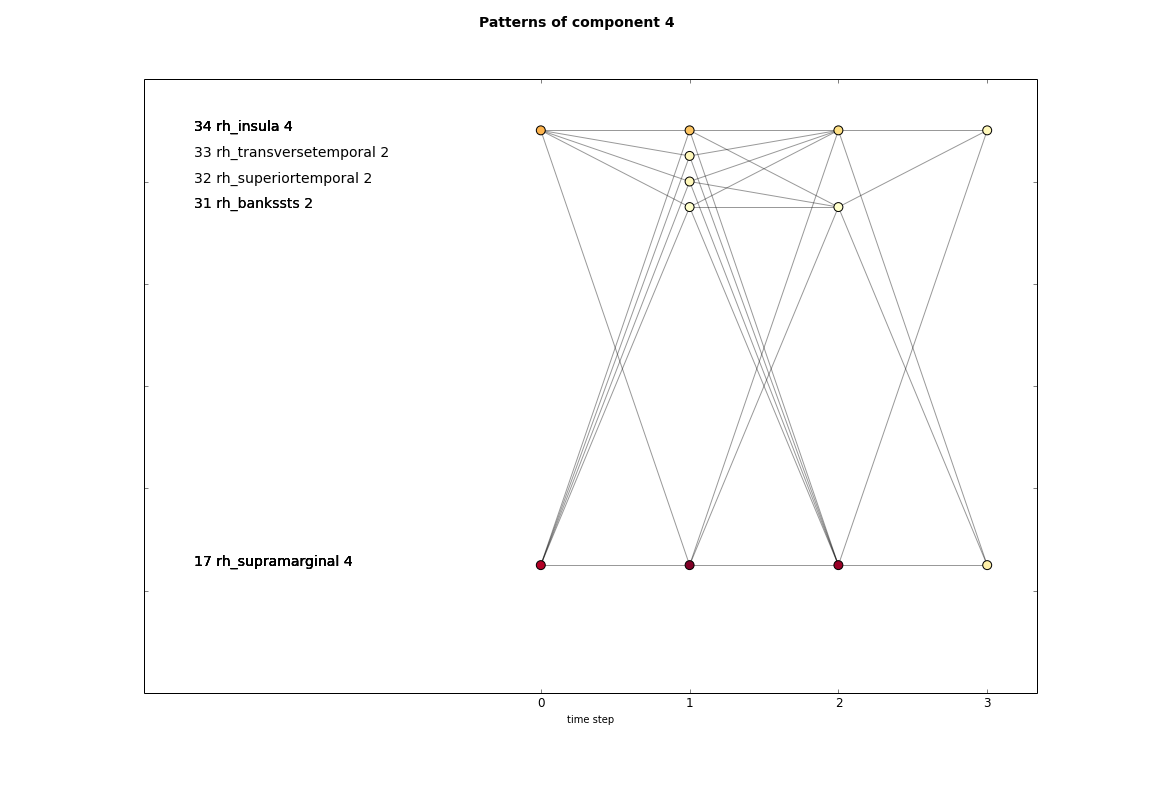 Patterns of component 4
34 rh_insula 4
33 rh_transversetemporal 2
32 rh_superiortemporal 2
31 rh_bankssts 2
17 rh_supramarginal 4
0 1 2 3
time step